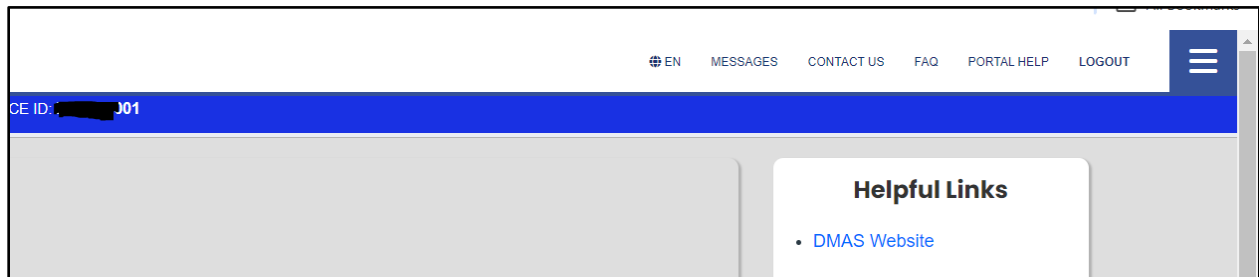 EN MESSAGES CONTACT US FAQ PORTAL HELP LOGOUT
CE ID: 001
Helpful Links
• DMAS Website